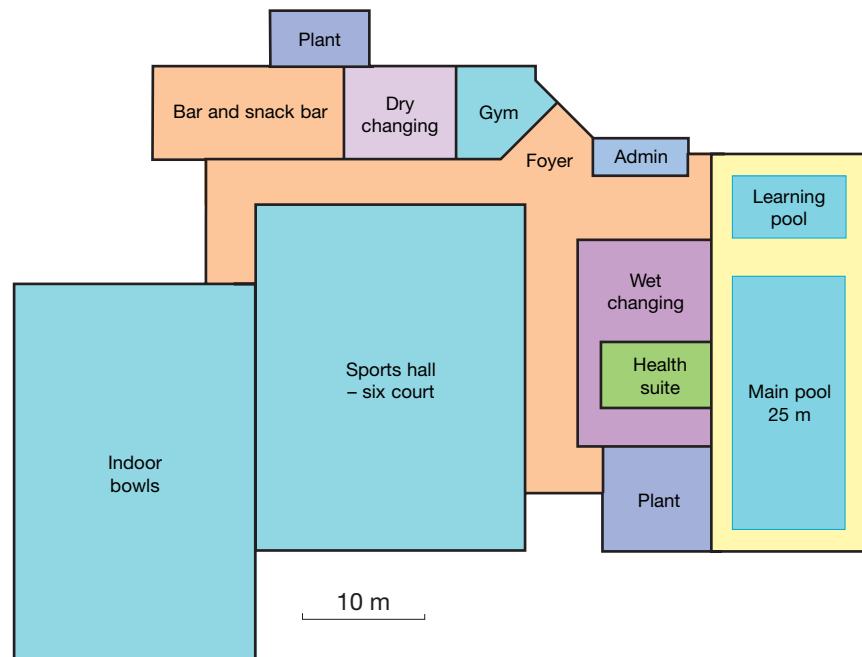 Plant
Bar and snack bar
Dry
changing
Gym
Foyer
Admin
Learning
pool
Wet
changing
Health
suite
Sports hall
– six court
Main pool
25 m
Indoor
bowls
Plant
10 m